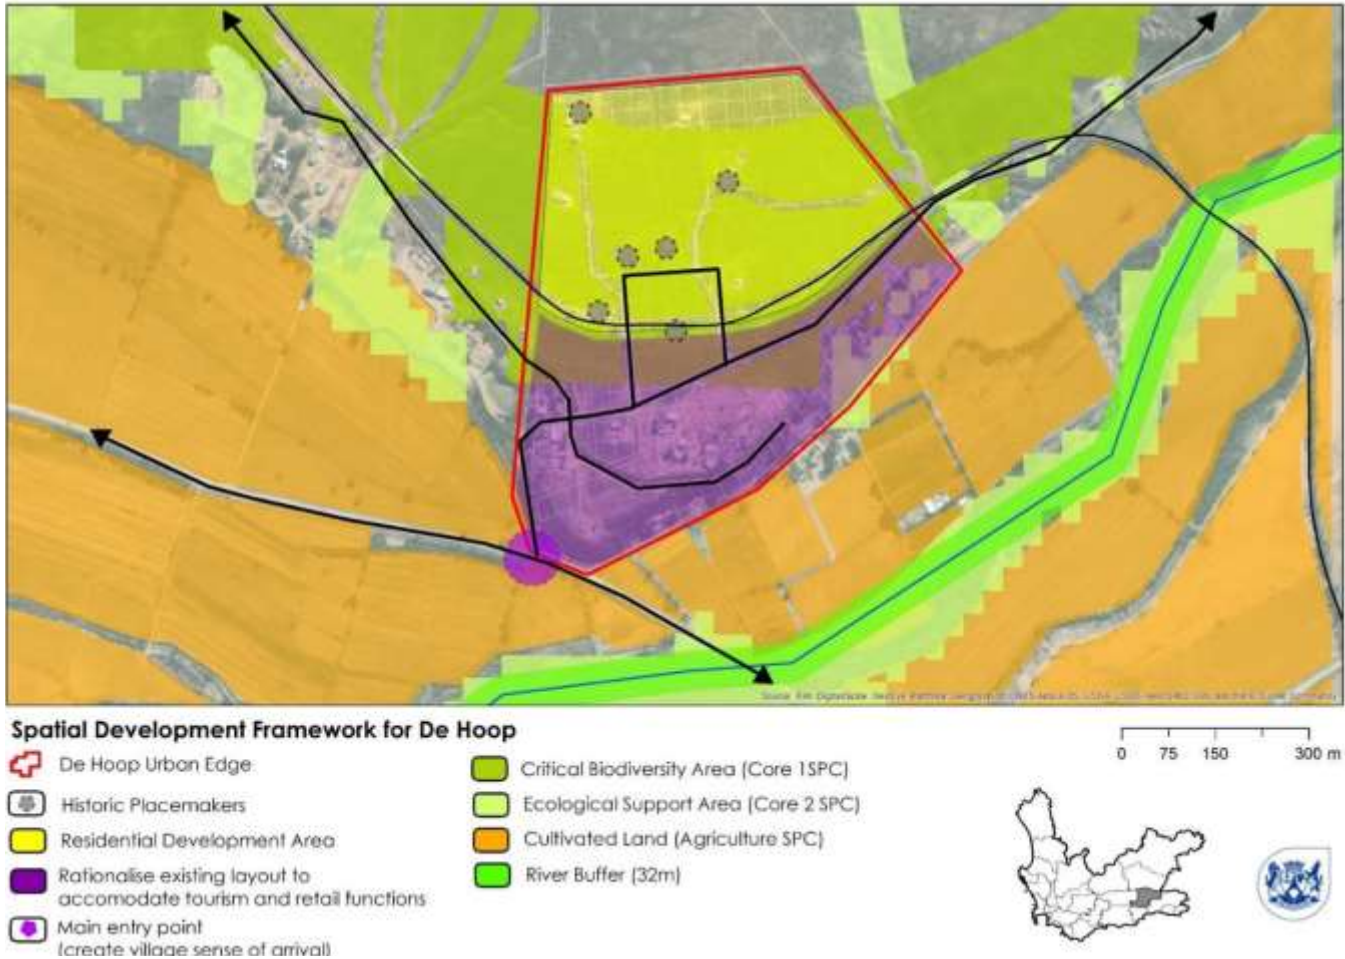 Spatial Development Framework for De Hoop
De Hoop Urban Edge
Historic Placemakers
Residential Development Area
Rationalise existing layout to
accomodate tourism and retail functions
Main entry point
(create village sense of arrival)
Critical Biodiversity Area (Core 1SPC)
Ecological Support Area (Core 2 SPC)
Cultivated Land (Agriculture SPC)
River Buffer (32m)
0 75 150 300 m